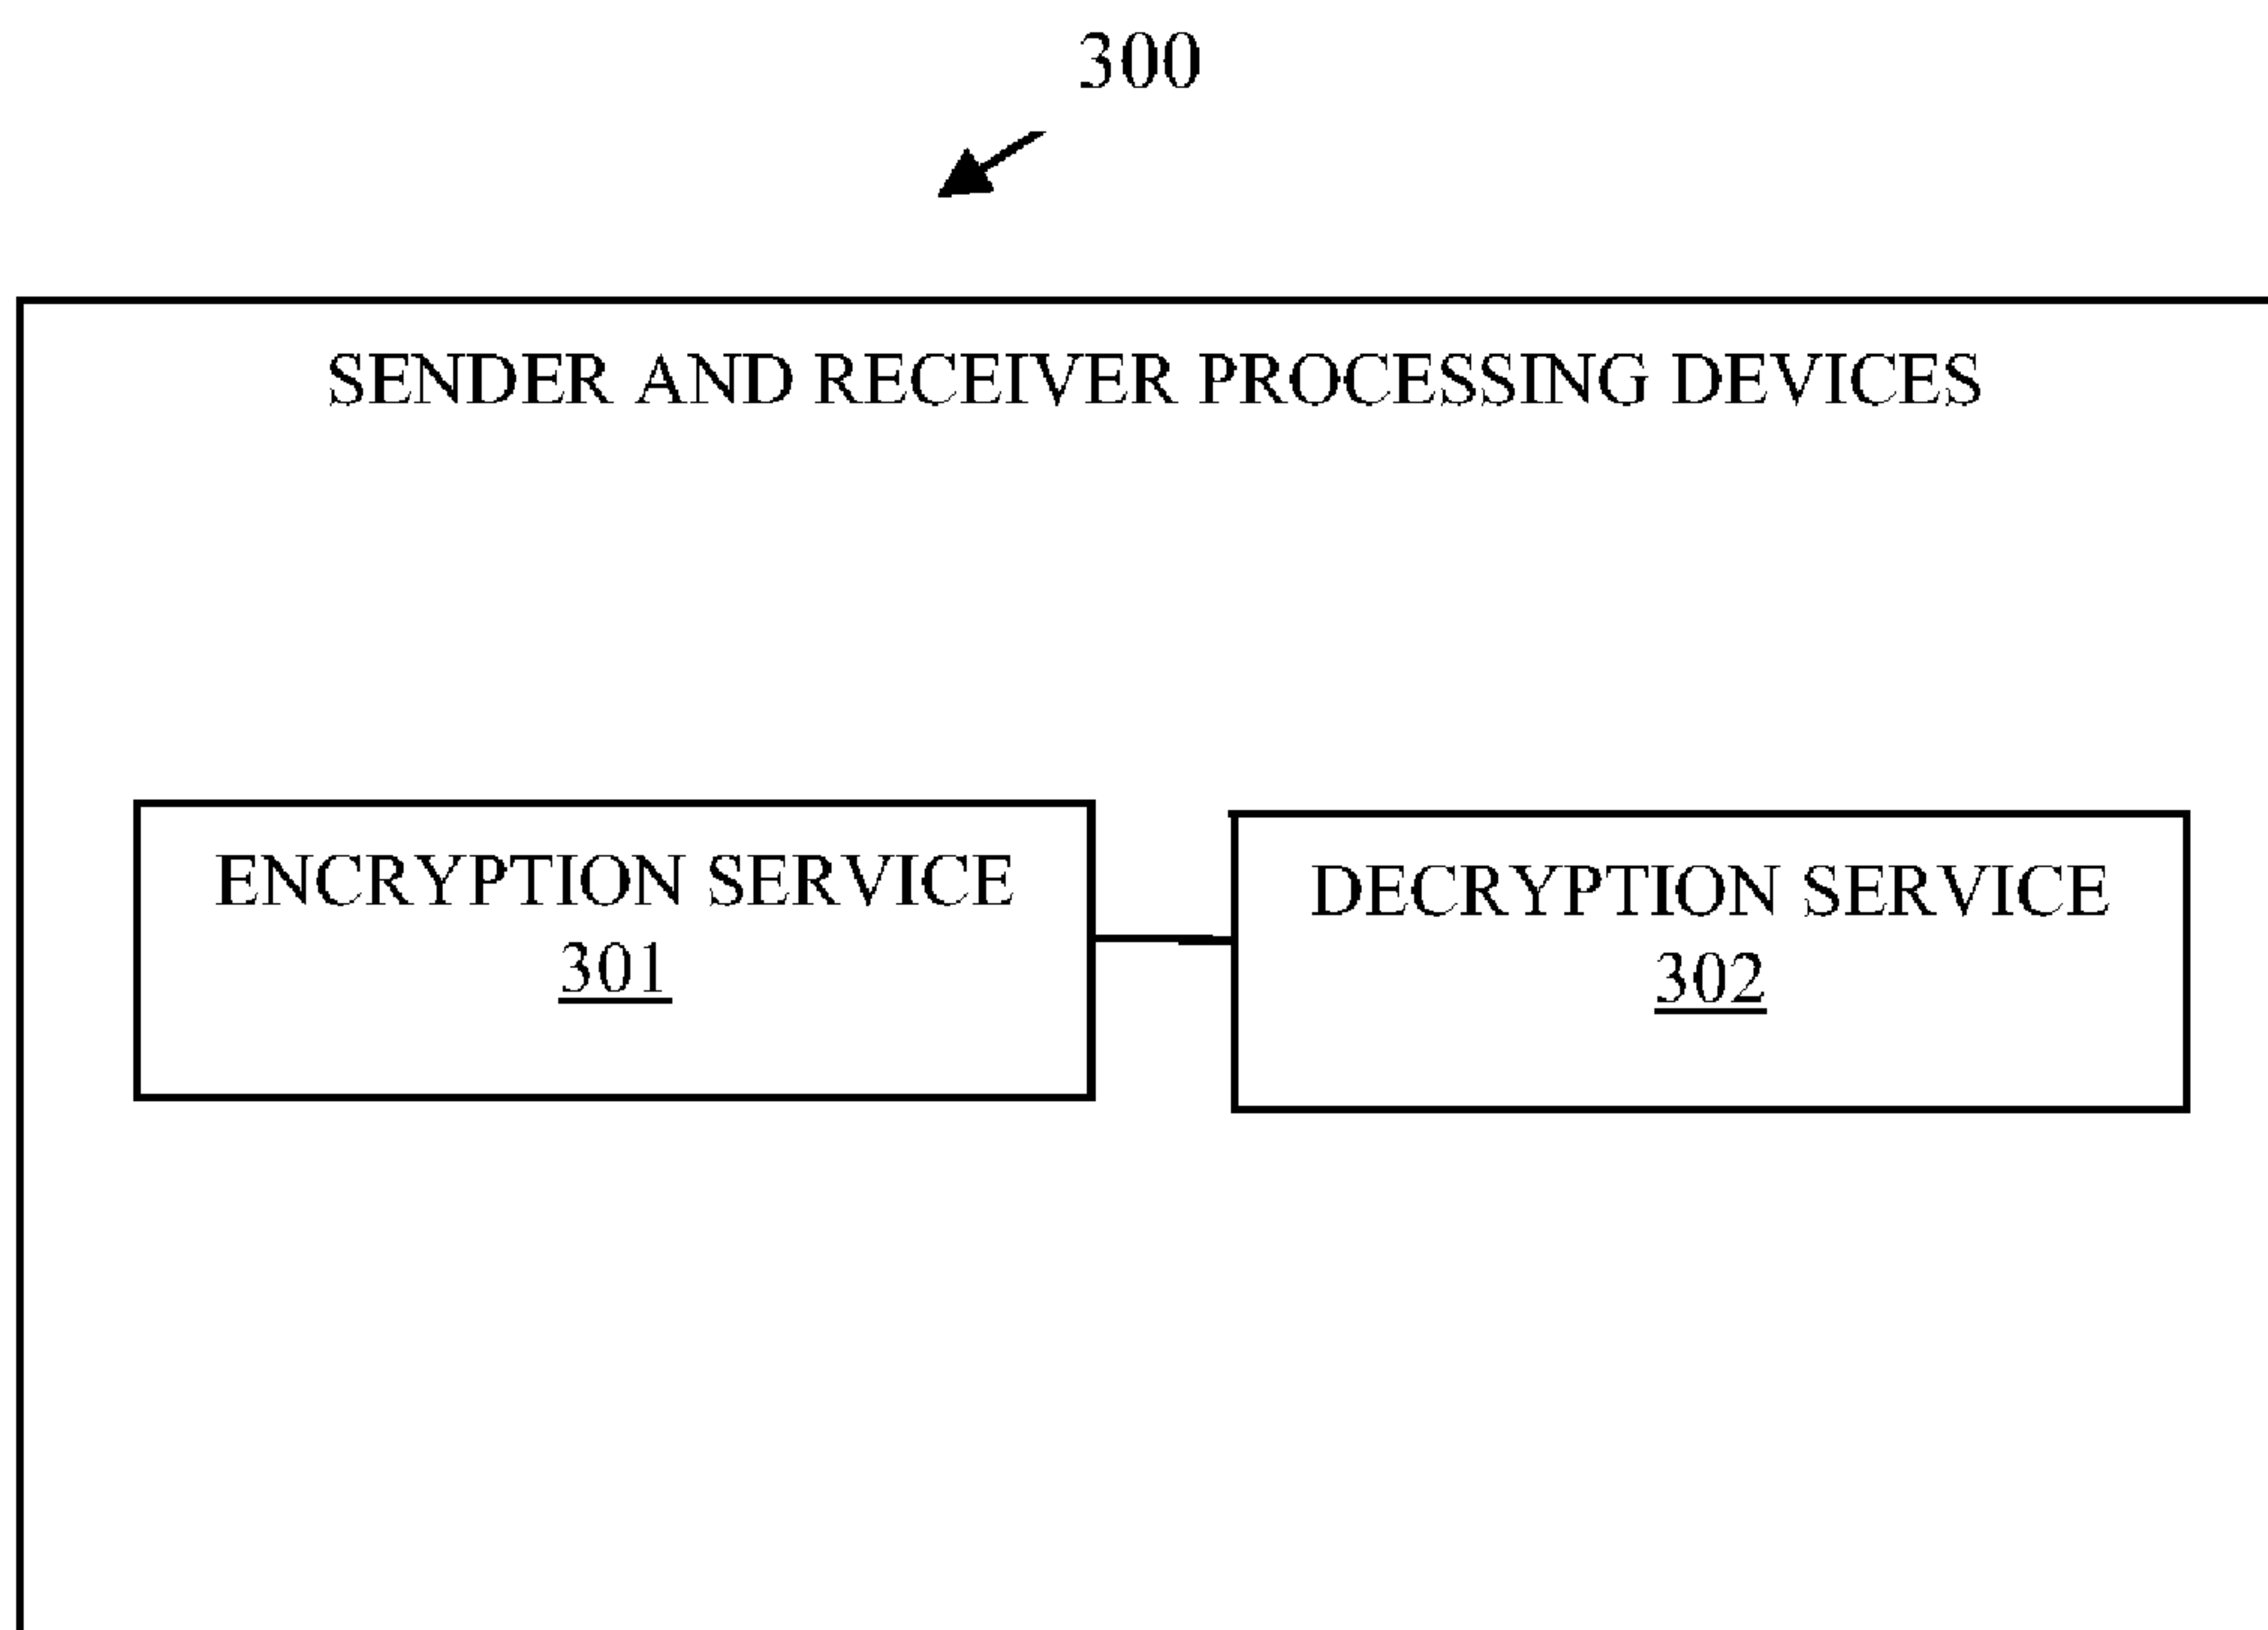 300
SENDER AND RECEIVER PROCESSING DEVICES
ENCRYPTION SERVICE
301
DECRYPTION SERVICE
302